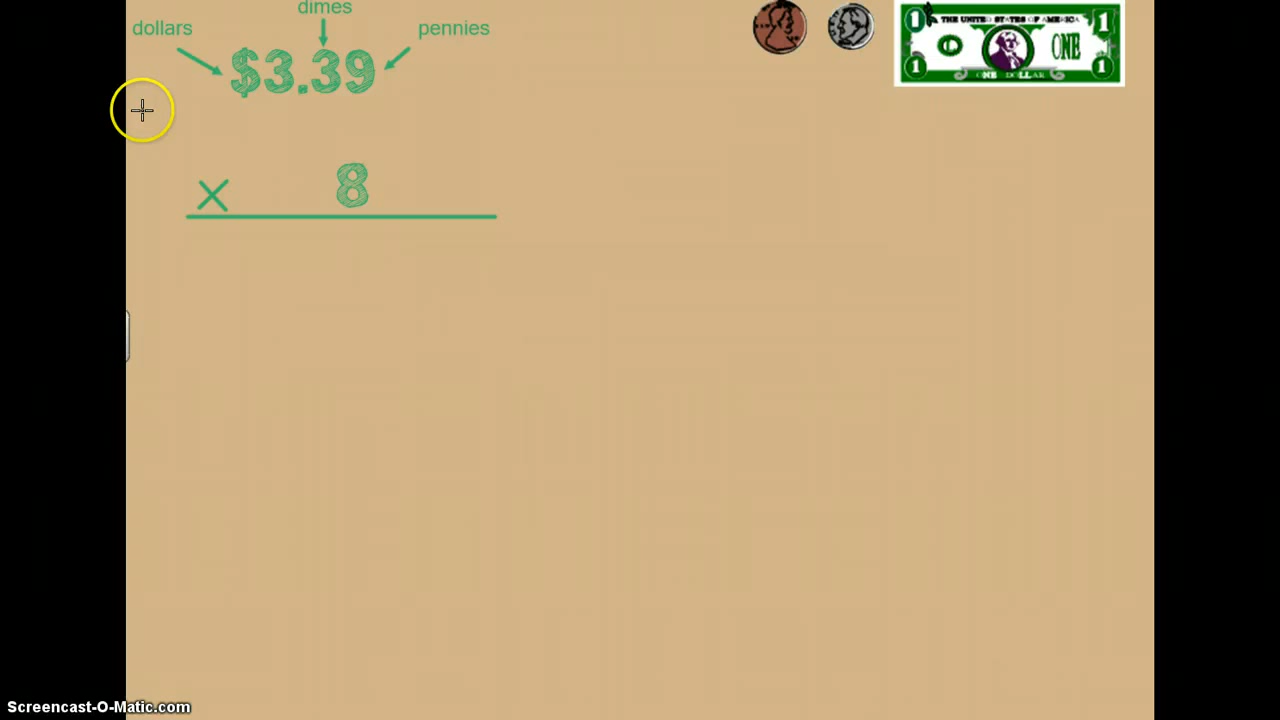 dimes
dollars
pennies
$3.39
× 8
THE UNITED STATES OF AMERICA
1 1
ONE
1 1
ONE DOLLAR
Screencast-O-Matic.com